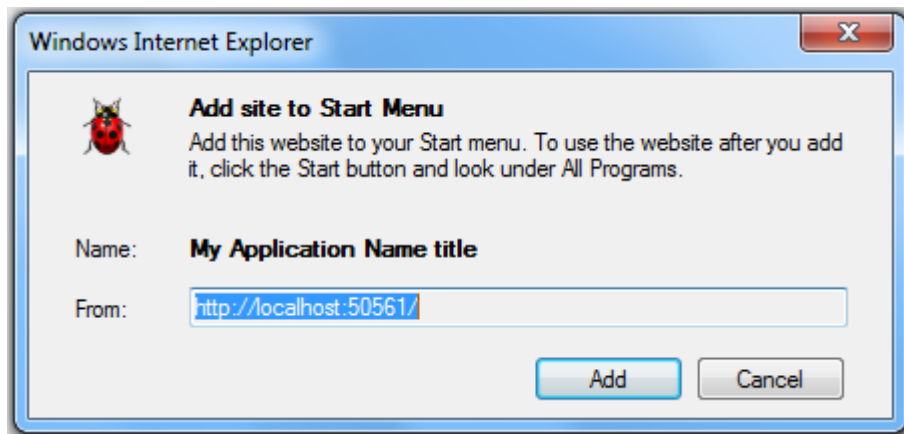 Windows Internet Explorer
Add site to Start Menu
Add this website to your Start menu. To use the website after you add
it, click the Start button and look under All Programs.
Name: My Application Name title
From: http://localhost:50561/
Add Cancel